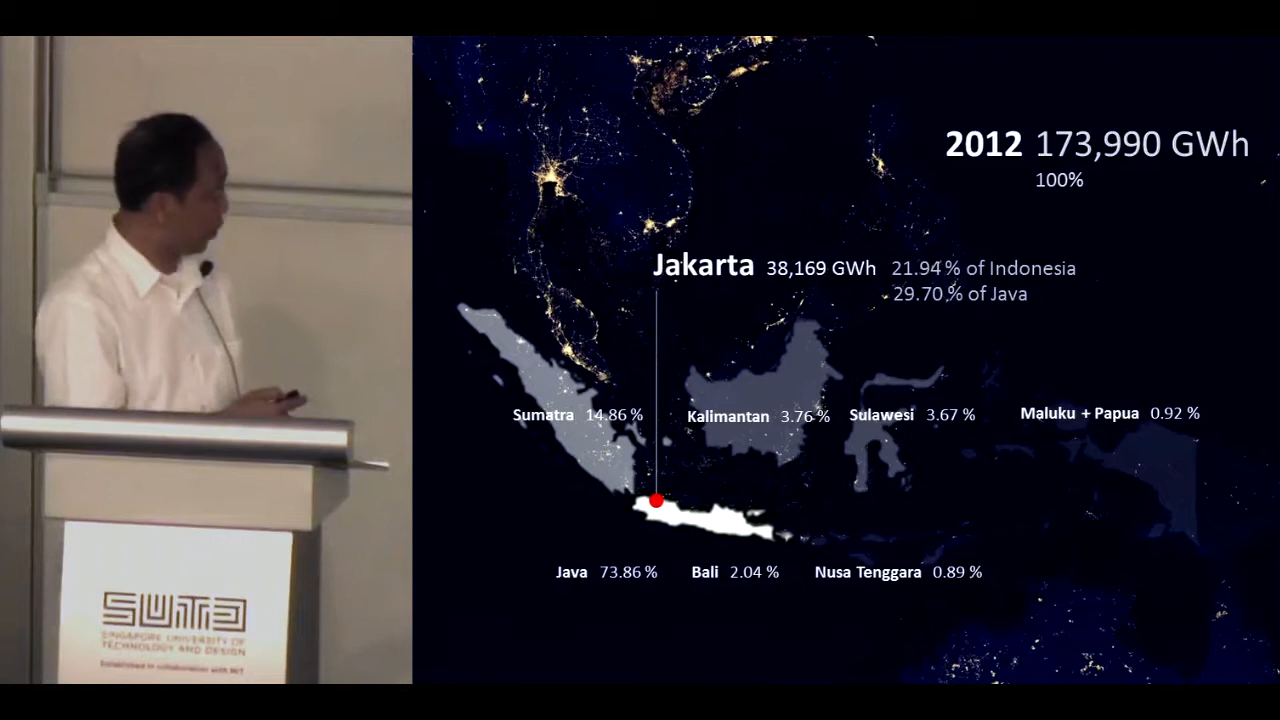 2012 173,990 GWh
100%
Jakarta 38,169 GWh 21.94 % of Indonesia
29.70 % of Java
Sumatra 14.86 % Kalimantan 3.76 % Sulawesi 3.67 % Maluku + Papua 0.92 %
Java 73.86 % Bali 2.04 % Nusa Tenggara 0.89 %
SUTD
SINGAPORE UNIVERSITY OF
TECHNOLOGY AND DESIGN
Established in collaboration with MIT